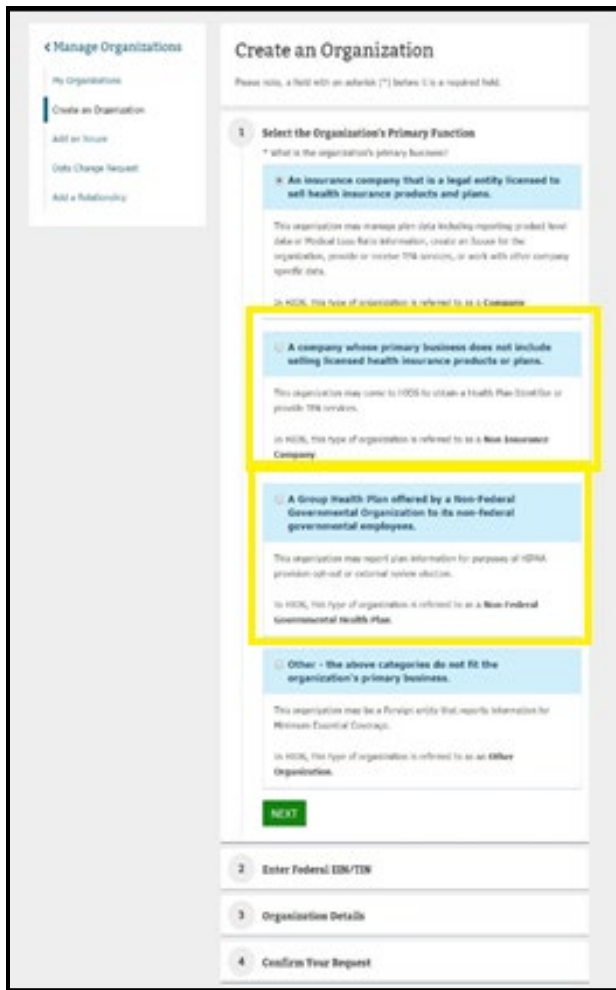 < Manage Organizations
My Organizations
Create an Organization
Add an Issuer
Data Change Request
Add a Relationship
Create an Organization
Please note, a field with an asterisk (*) before it is a required field.
1 Select the Organization's Primary Function
* What is the organization's primary business?
An insurance company that is a legal entity licensed to
sell health insurance products and plans.
This organization may manage plan data including reporting product level
data or Medical Loss Ratio information, create an Issuer for the
organization, provide or receive TPA services, or work with other company
specific data.
In HIOS, this type of organization is referred to as a Company.
A company whose primary business does not include
selling licensed health insurance products or plans.
This organization may come to HIOS to obtain a Health Plan Identifier or
provide TPA services.
In HIOS, this type of organization is referred to as a Non Insurance
Company.
A Group Health Plan offered by a Non-Federal
Governmental Organization to its non-federal
governmental employees.
This organization may report plan information for purposes of HIPAA
provision opt-out or external review election.
In HIOS, this type of organization is referred to as a Non-Federal
Governmental Health Plan.
Other - the above categories do not fit the
organization's primary business.
This organization may be a Foreign entity that reports information for
Minimum Essential Coverage.
In HIOS, this type of organization is referred to as an Other
Organization.
NEXT
2 Enter Federal EIN/TIN
3 Organization Details
4 Confirm Your Request